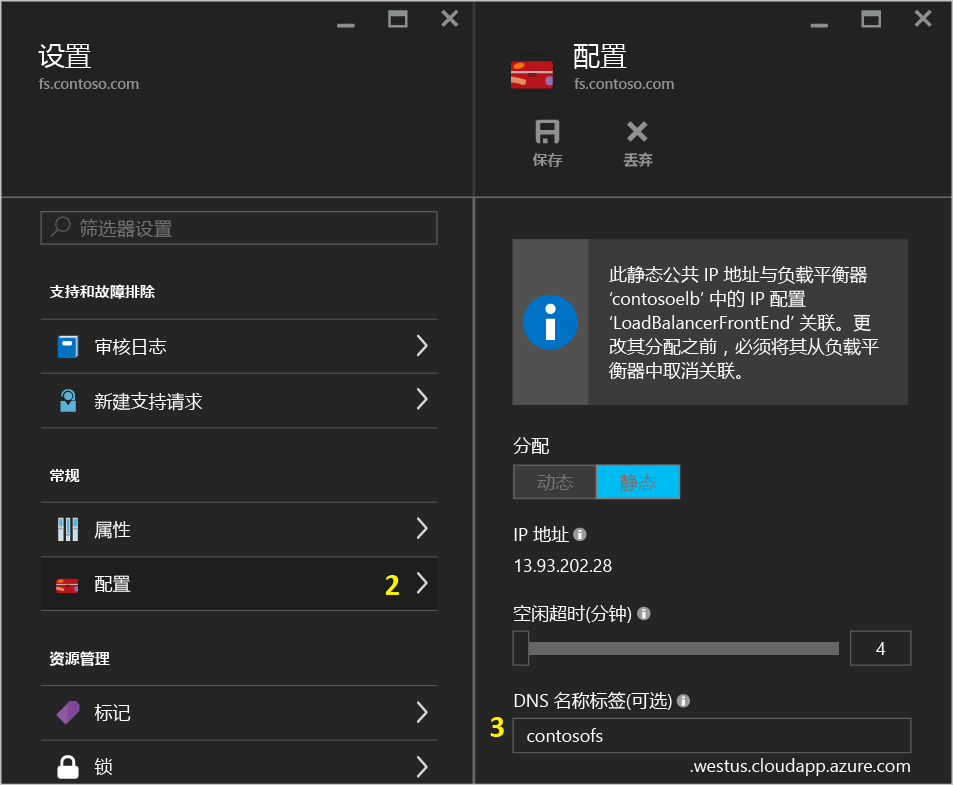 设置
fs.contoso.com
筛选器设置
支持和故障排除
审核日志
新建支持请求
常规
属性
配置 2
资源管理
标记
锁
配置
fs.contoso.com
保存 丢弃
此静态公共 IP 地址与负载平衡器
‘contosoelb’ 中的 IP 配置
‘LoadBalancerFrontEnd’ 关联。更
改其分配之前，必须将其从负载平
衡器中取消关联。
分配
动态 静态
IP 地址
13.93.202.28
空闲超时(分钟)
4
DNS 名称标签(可选)
3 contosofs
.westus.cloudapp.azure.com